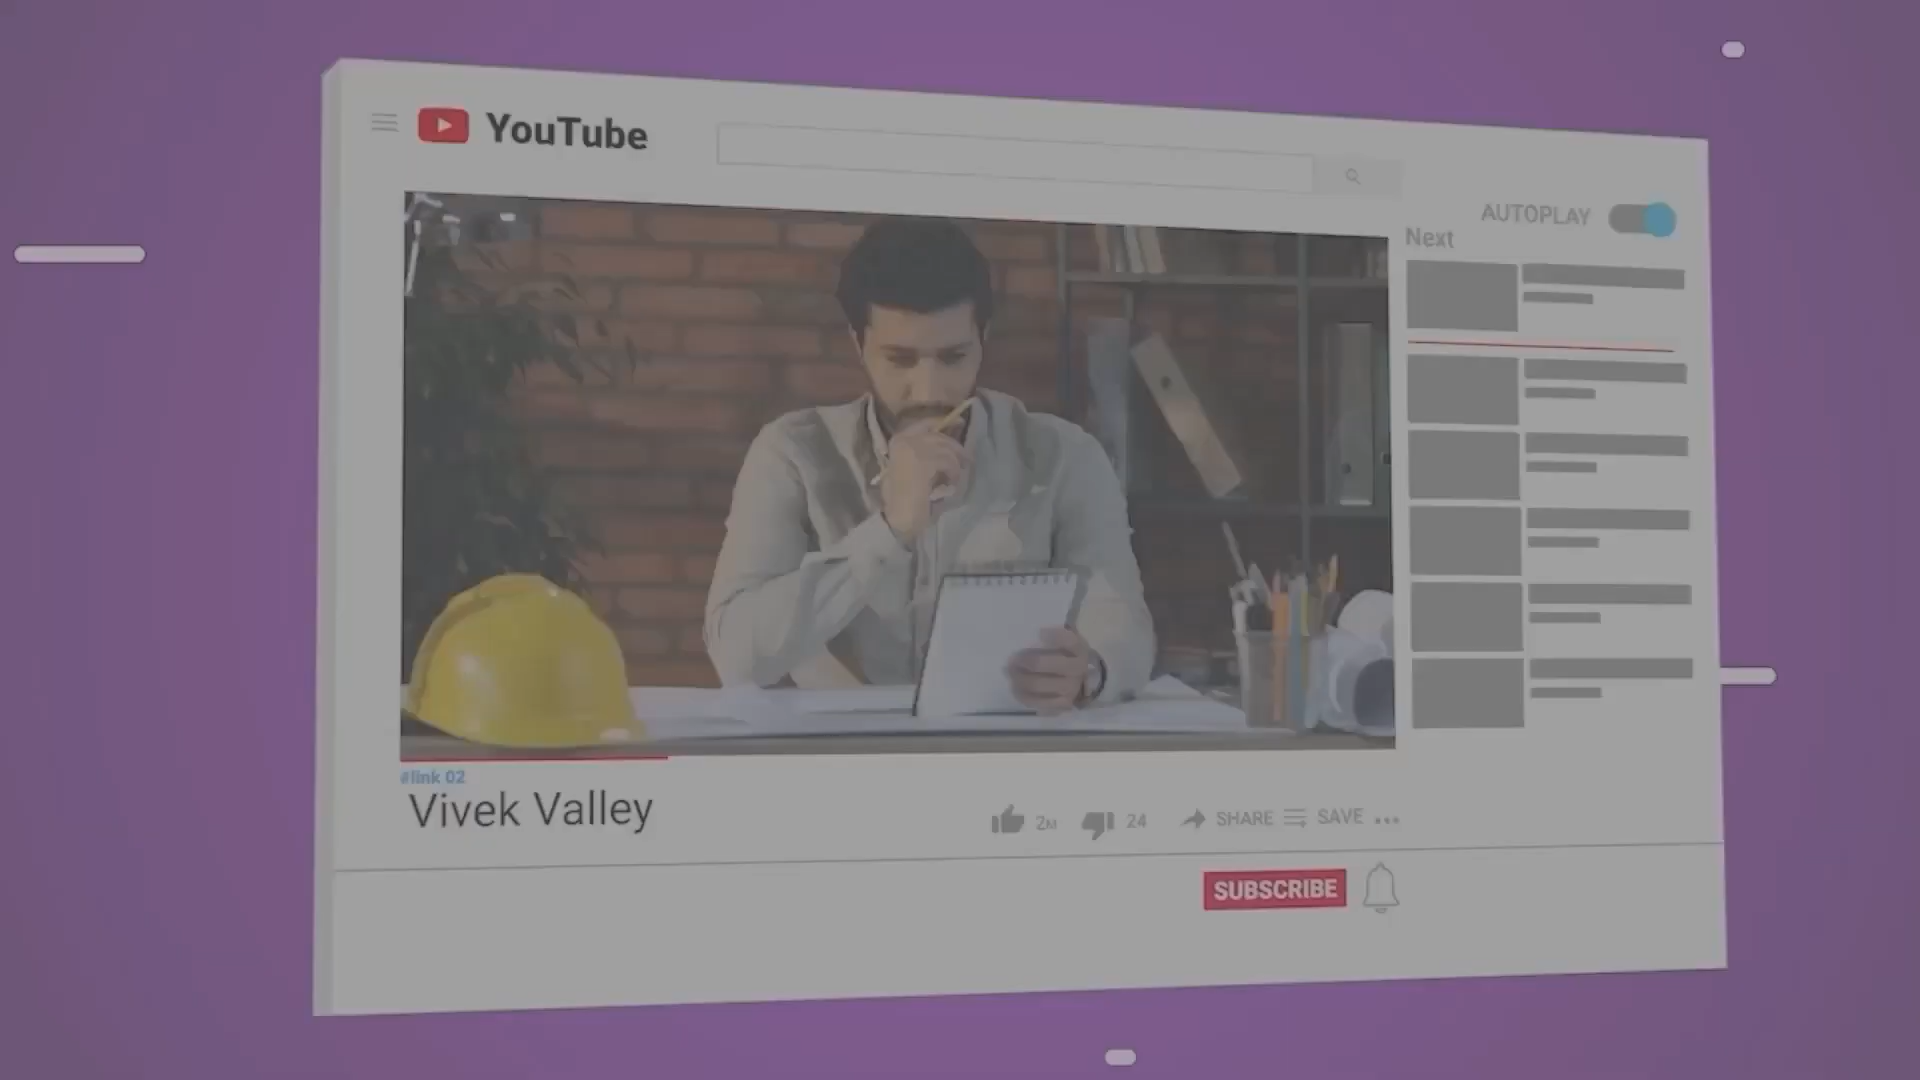 YouTube
AUTOPLAY
Next
#link 02
Vivek Valley
2M
24
SHARE
SAVE
SUBSCRIBE